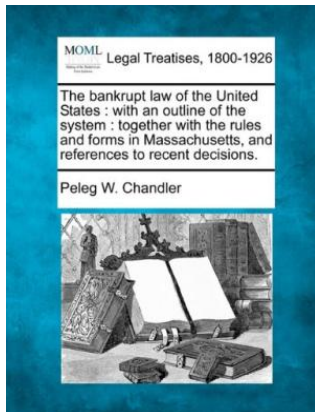 MOML Legal Treatises, 1800-1926
The bankrupt law of the United
States : with an outline of the
system : together with the rules
and forms in Massachusetts, and
references to recent decisions.
Peleg W. Chandler